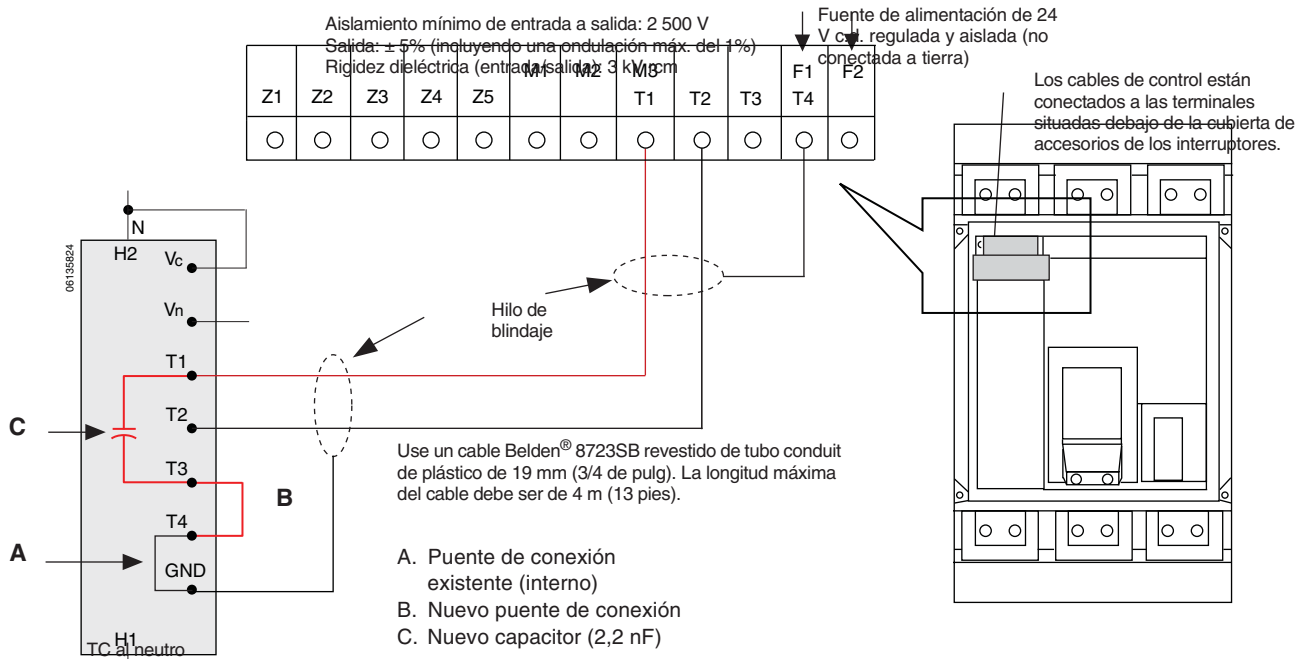 Aislamiento mínimo de entrada a salida: 2 500 V
Salida: ± 5% (incluyendo una ondulación máx. del 1%)
Rigidez dieléctrica (entrada/salida): 3 kV rcm
Fuente de alimentación de 24
V c.d. regulada y aislada (no
conectada a tierra)
M1 M2 M3 F1 F2
Z1 Z2 Z3 Z4 Z5 T1 T2 T3 T4
Los cables de control están
conectados a las terminales
situadas debajo de la cubierta de
accesorios de los interruptores.
06135824
N
H2
Vc
Vn
T1
T2
T3
T4
GND
H1
TC al neutro
C
B
A
Hilo de
blindaje
Use un cable Belden® 8723SB revestido de tubo conduit
de plástico de 19 mm (3/4 de pulg). La longitud máxima
del cable debe ser de 4 m (13 pies).
A. Puente de conexión
existente (interno)
B. Nuevo puente de conexión
C. Nuevo capacitor (2,2 nF)